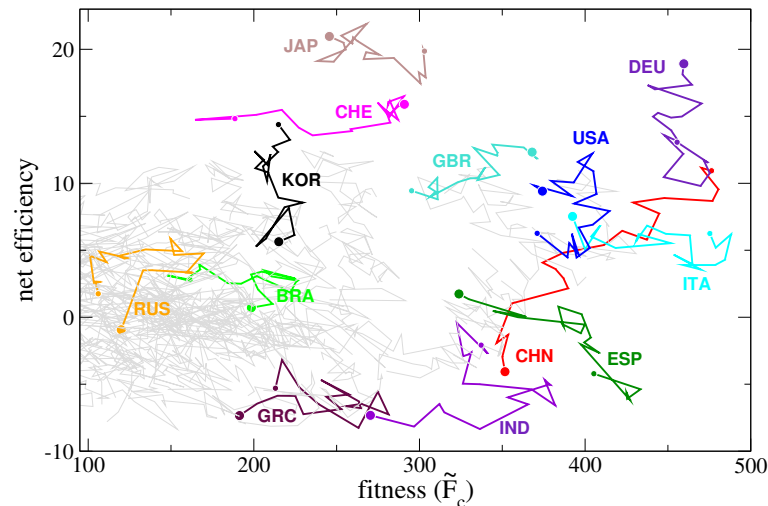 20
10
0
-10
net efficiency
100
200
300
400
500
fitness (F̃_c)
JAP
DEU
CHE
USA
GBR
KOR
ITA
BRA
RUS
CHN
ESP
GRC
IND